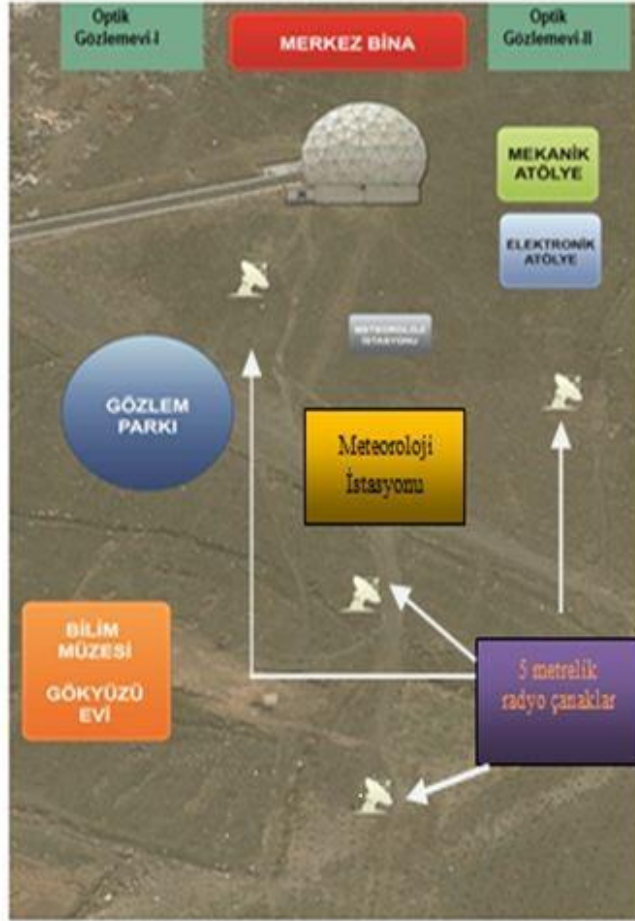 Optik
Gözlemevi-I
MERKEZ BİNA
Optik
Gözlemevi-II
MEKANİK
ATÖLYE
ELEKTRONİK
ATÖLYE
METEOROLOJİ
İSTASYONU
GÖZLEM
PARKI
Meteoroloji
İstasyonu
BİLİM
MÜZESİ
GÖKYÜZÜ
EVİ
5 metrelik
radyo çanaklar